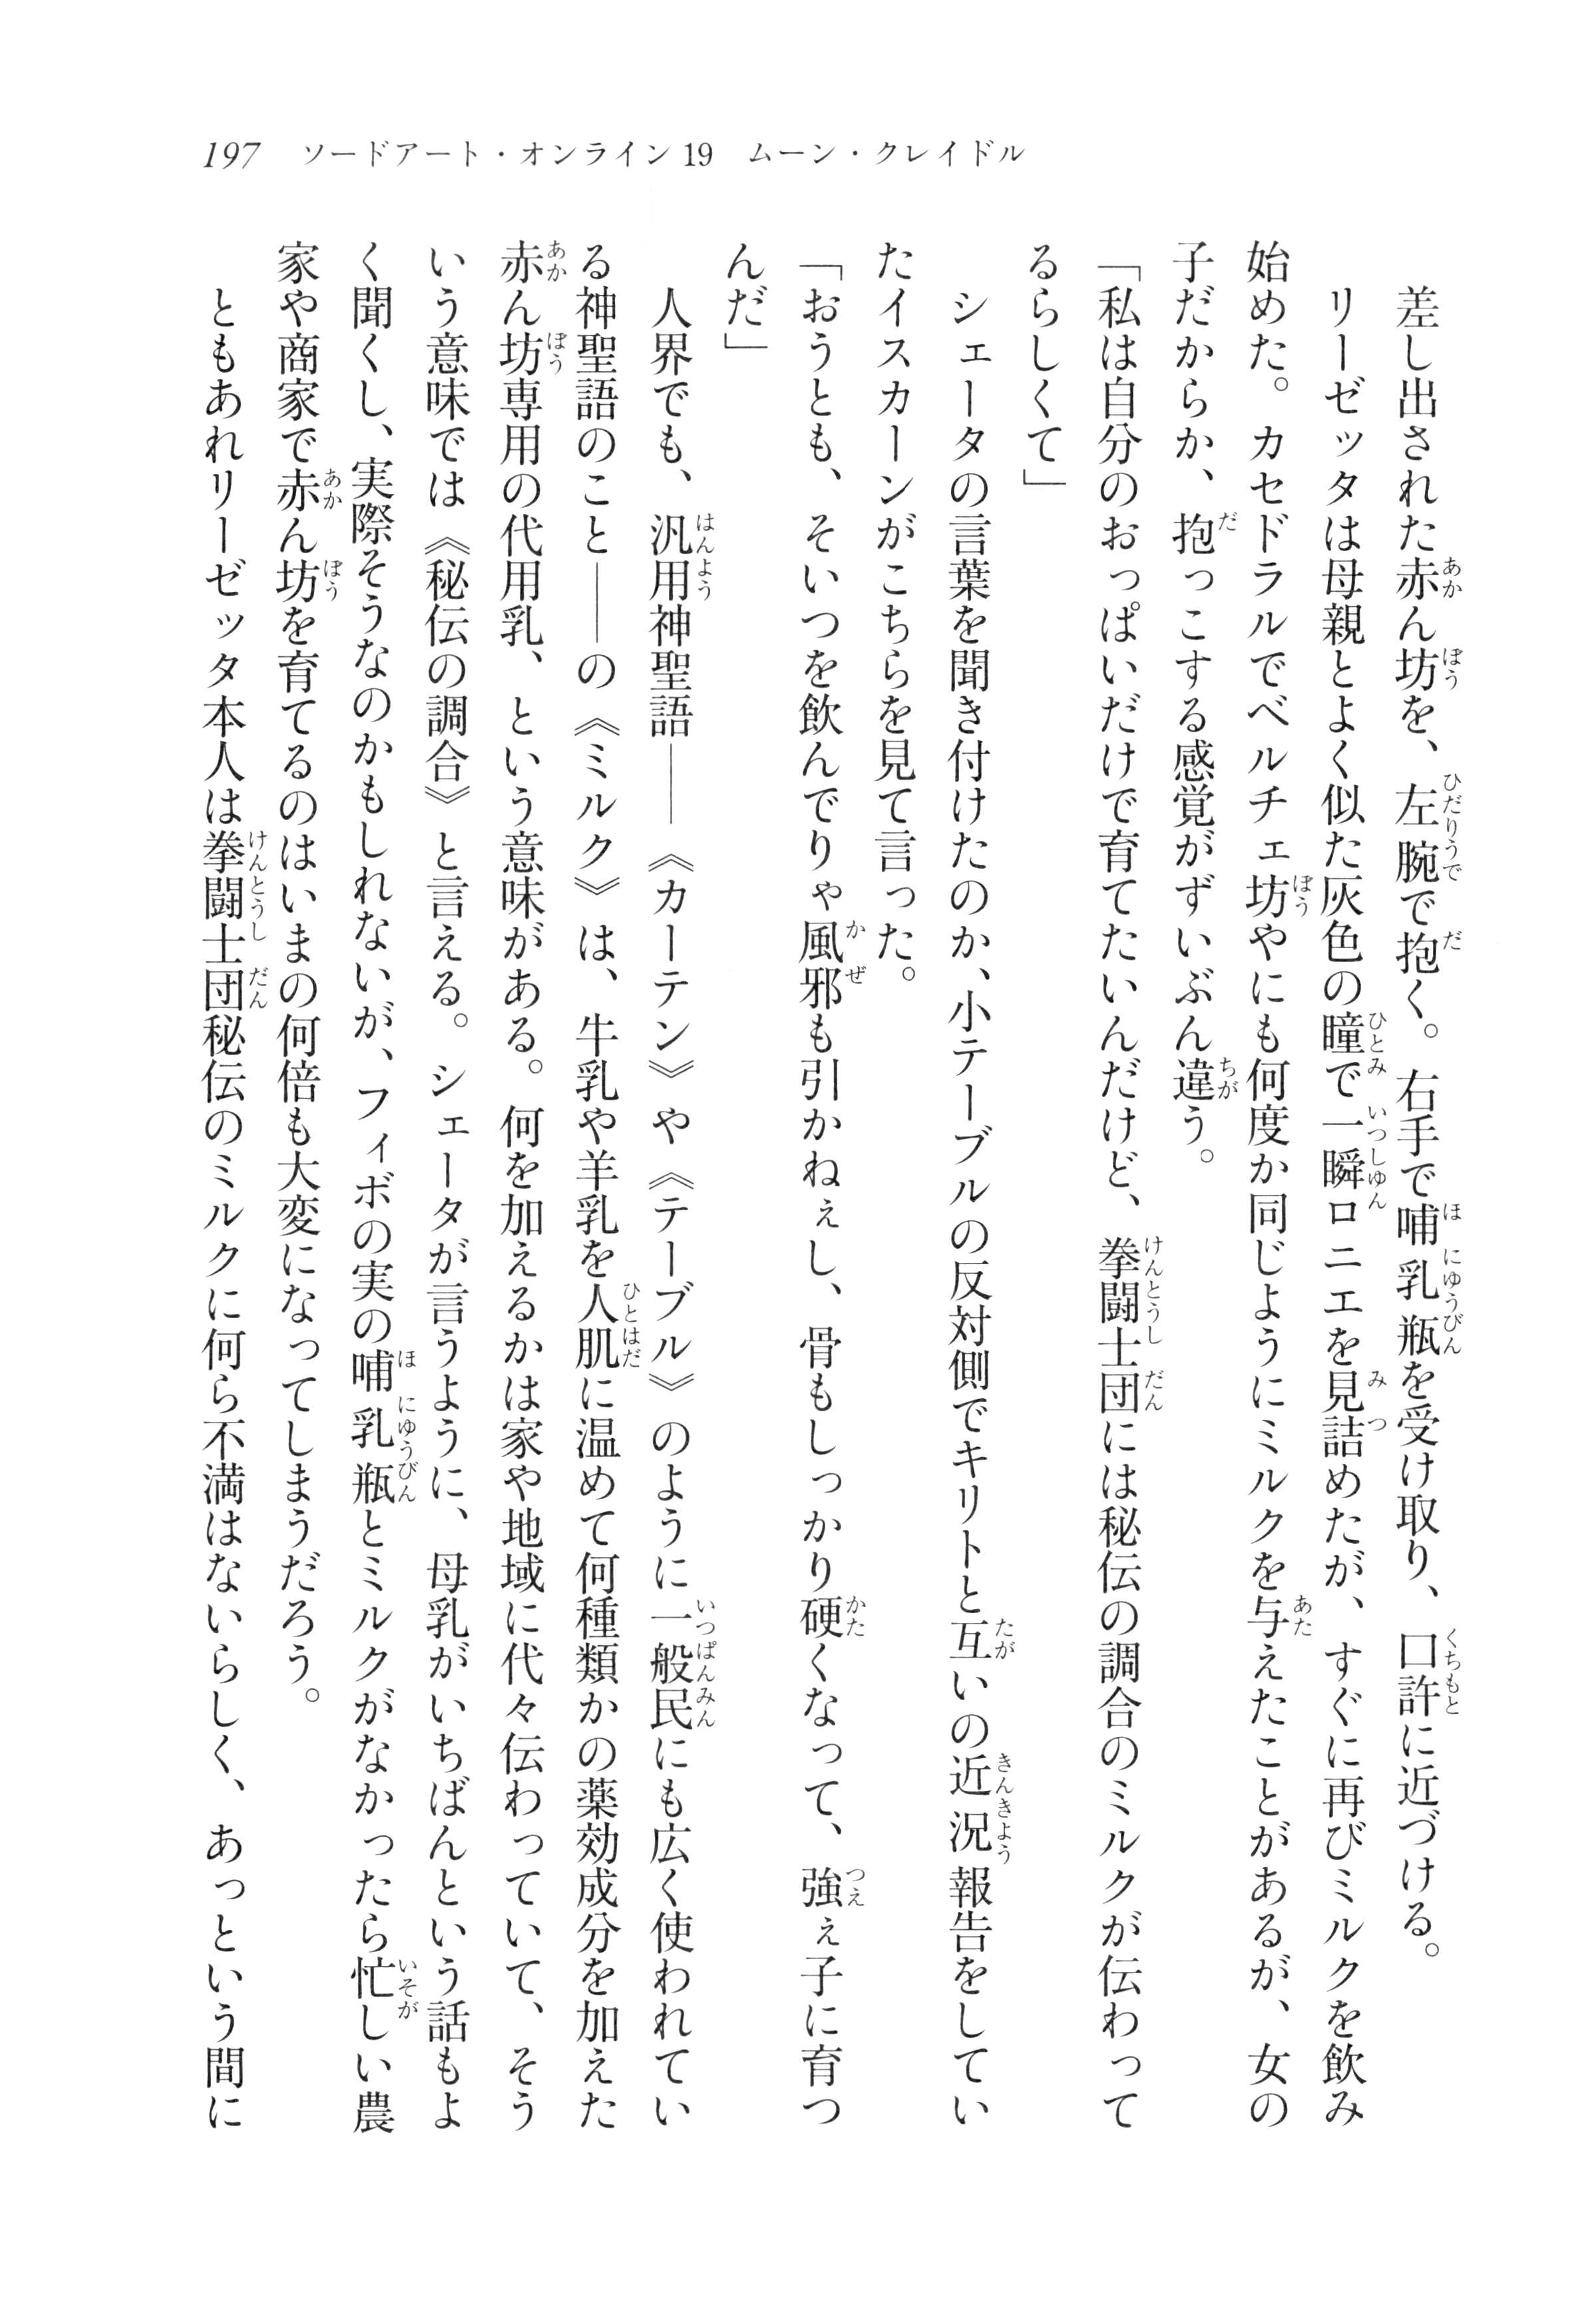 197 ソードアート・オンライン19 ムーン・クレイドル
差し出された赤ん坊を、左腕で抱く。右手で哺乳瓶を受け取り、口許に近づける。
リーゼッタは母親とよく似た灰色の瞳で一瞬ロニエを見詰めたが、すぐに再びミルクを飲み
始めた。カセドラルでベルチェ坊やにも何度か同じようにミルクを与えたことがあるが、女の
子だからか、抱っこする感覚がずいぶん違う。
「私は自分のおっぱいだけで育てたいんだけど、拳闘士団には秘伝の調合のミルクが伝わって
るらしくて」
シェータの言葉を聞き付けたのか、小テーブルの反対側でキリトと互いの近況報告をしてい
たイスカーンがこちらを見て言った。
「おうとも、そいつを飲んでりゃ風邪も引かねぇし、骨もしっかり硬くなって、強ぇ子に育つ
んだ」
人界でも、汎用神聖語――《カーテン》や《テーブル》のように一般民にも広く使われてい
る神聖語のこと――の《ミルク》は、牛乳や羊乳を人肌に温めて何種類かの薬効成分を加えた
赤ん坊専用の代用乳、という意味がある。何を加えるかは家や地域に代々伝わっていて、そう
いう意味では《秘伝の調合》と言える。シェータが言うように、母乳がいちばんという話もよ
く聞くし、実際そうなのかもしれないが、フィボの実の哺乳瓶とミルクがなかったら忙しい農
家や商家で赤ん坊を育てるのはいまの何倍も大変になってしまうだろう。
ともあれリーゼッタ本人は拳闘士団秘伝のミルクに何ら不満はないらしく、あっという間に